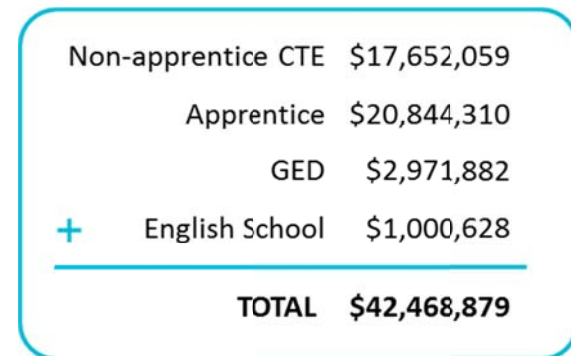 Non-apprentice CTE $17,652,059
Apprentice $20,844,310
GED $2,971,882
+ English School $1,000,628
TOTAL $42,468,879